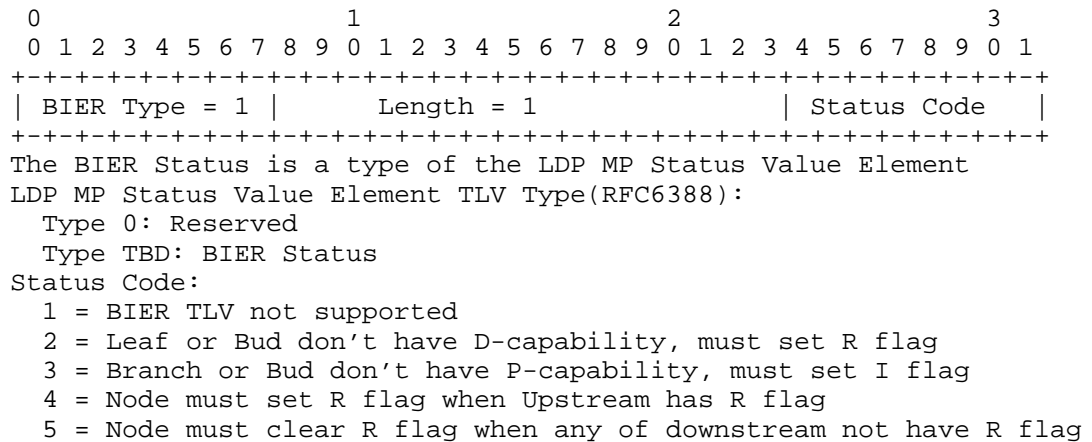 0                   1                   2                   3
 0 1 2 3 4 5 6 7 8 9 0 1 2 3 4 5 6 7 8 9 0 1 2 3 4 5 6 7 8 9 0 1
+-+-+-+-+-+-+-+-+-+-+-+-+-+-+-+-+-+-+-+-+-+-+-+-+-+-+-+-+-+-+-+-+
| BIER Type = 1 |      Length = 1               | Status Code   |
+-+-+-+-+-+-+-+-+-+-+-+-+-+-+-+-+-+-+-+-+-+-+-+-+-+-+-+-+-+-+-+-+
The BIER Status is a type of the LDP MP Status Value Element
LDP MP Status Value Element TLV Type(RFC6388):
  Type 0: Reserved
  Type TBD: BIER Status
Status Code:
  1 = BIER TLV not supported
  2 = Leaf or Bud don't have D-capability, must set R flag
  3 = Branch or Bud don't have P-capability, must set I flag
  4 = Node must set R flag when Upstream has R flag
  5 = Node must clear R flag when any of downstream not have R flag